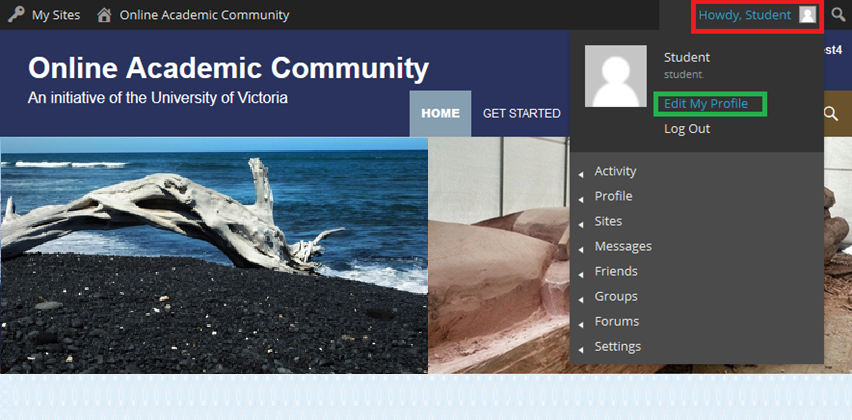 My Sites Online Academic Community Howdy, Student
Online Academic Community
An initiative of the University of Victoria
HOME GET STARTED
est4
Student
student.
Edit My Profile
Log Out
Activity
Profile
Sites
Messages
Friends
Groups
Forums
Settings